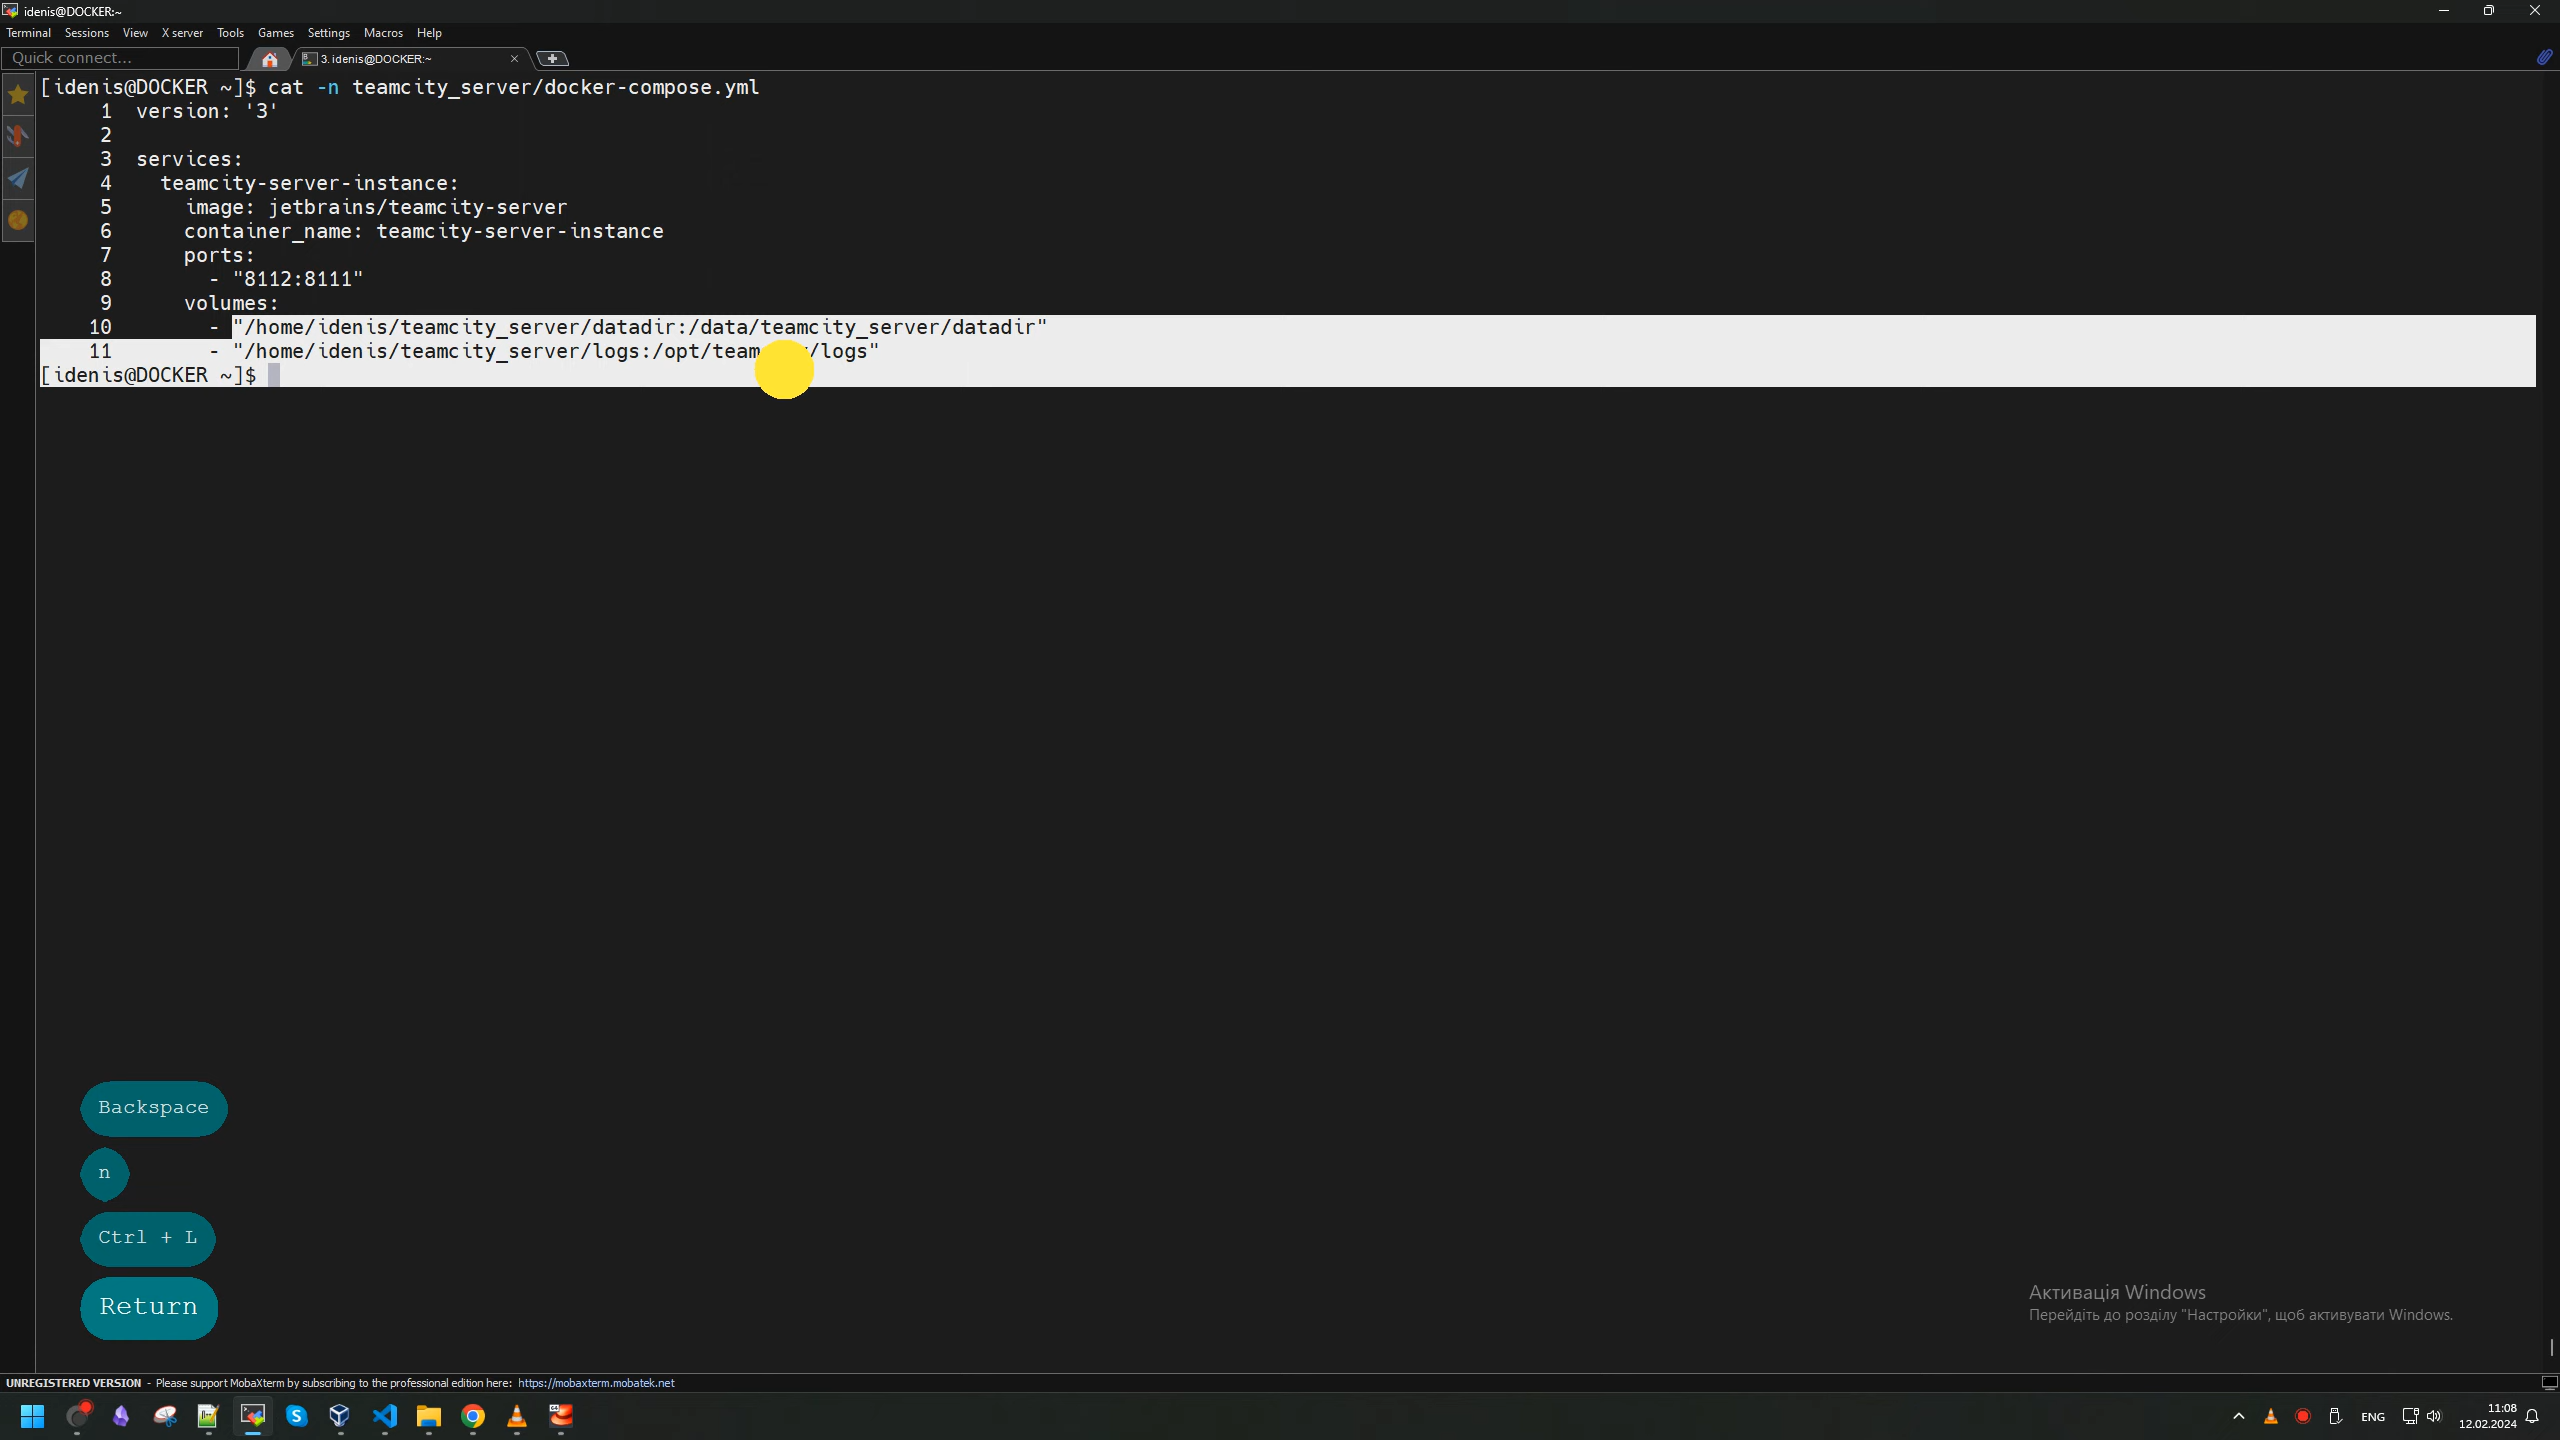 idenis@DOCKER:~
Terminal Sessions View X server Tools Games Settings Macros Help
Quick connect...
3. idenis@DOCKER:~
[idenis@DOCKER ~]$ cat -n teamcity_server/docker-compose.yml
1 version: '3'
2
3 services:
4 teamcity-server-instance:
5 image: jetbrains/teamcity-server
6 container_name: teamcity-server-instance
7 ports:
8 - "8112:8111"
9 volumes:
10 - "/home/idenis/teamcity_server/datadir:/data/teamcity_server/datadir"
11 - "/home/idenis/teamcity_server/logs:/opt/team /logs"
[idenis@DOCKER ~]$
Backspace
n
Ctrl + L
Return
Активація Windows
Перейдіть до розділу "Настройки", щоб активувати Windows.
UNREGISTERED VERSION - Please support MobaXterm by subscribing to the professional edition here: https://mobaxterm.mobatek.net
ENG
11:08
12.02.2024